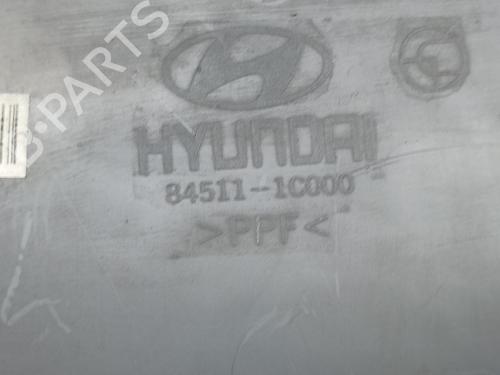 B-PARTS
HYUNDAI
84511-1C000
>PPF<